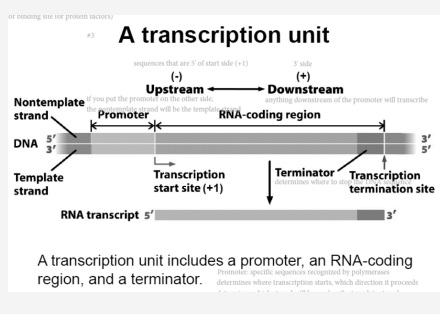 or binding site for protein factors)
#3
A transcription unit
sequences that are 5' of start side (+1)
3' side
(-)
(+)
Upstream
Downstream
Nontemplate
strand
if you put the promoter on the other side,
the nontemplate strand will be the template strand
anything downstream of the promoter will transcribe
Promoter
RNA-coding region
DNA
5′
3′
3′
5′
Template
strand
Transcription
start site (+1)
Terminator
determines where to stop the RNA sequence
Transcription
termination site
RNA transcript
5′
3′
A transcription unit includes a promoter, an RNA-coding
region, and a terminator.
Promoter: specific sequences recognized by polymerases
determines where transcription starts, which direction it proceeds